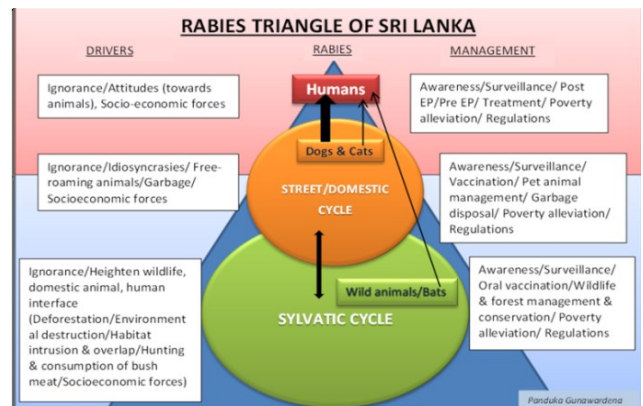 RABIES TRIANGLE OF SRI LANKA
DRIVERS
RABIES
MANAGEMENT
Ignorance/Attitudes (towards
animals), Socio-economic forces
Humans
Awareness/Surveillance/ Post
EP/Pre EP/ Treatment/ Poverty
alleviation/ Regulations
Dogs & Cats
Ignorance/Idiosyncrasies/ Free-
roaming animals/Garbage/
Socioeconomic forces
STREET/DOMESTIC
CYCLE
Awareness/Surveillance/
Vaccination/ Pet animal
management/ Garbage
disposal/ Poverty alleviation/
Regulations
Ignorance/Heighten wildlife,
domestic animal, human
interface
(Deforestation/Environment
al destruction/Habitat
intrusion & overlap/Hunting
& consumption of bush
meat/Socioeconomic forces)
Wild animals/Bats
SYLVATIC CYCLE
Awareness/Surveillance/
Oral vaccination/Wildlife
& forest management &
conservation/ Poverty
alleviation/ Regulations
Panduka Gunawardena